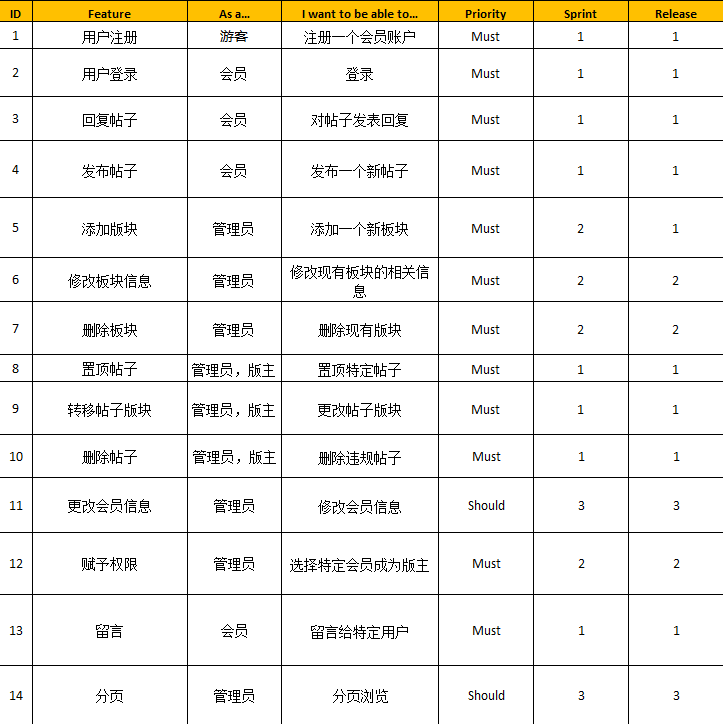 ID Feature As a... I want to be able to... Priority Sprint Release
1 用户注册 游客 注册一个会员账户 Must 1 1
2 用户登录 会员 登录 Must 1 1
3 回复帖子 会员 对帖子发表回复 Must 1 1
4 发布帖子 会员 发布一个新帖子 Must 1 1
5 添加版块 管理员 添加一个新板块 Must 2 1
6 修改板块信息 管理员 修改现有板块的相关信 Must 2 2
息
7 删除板块 管理员 删除现有版块 Must 2 2
8 置顶帖子 管理员，版主 置顶特定帖子 Must 1 1
9 转移帖子版块 管理员，版主 更改帖子版块 Must 1 1
10 删除帖子 管理员，版主 删除违规帖子 Must 1 1
11 更改会员信息 管理员 修改会员信息 Should 3 3
12 赋予权限 管理员 选择特定会员成为版主 Must 2 2
13 留言 会员 留言给特定用户 Must 1 1
14 分页 管理员 分页浏览 Should 3 3